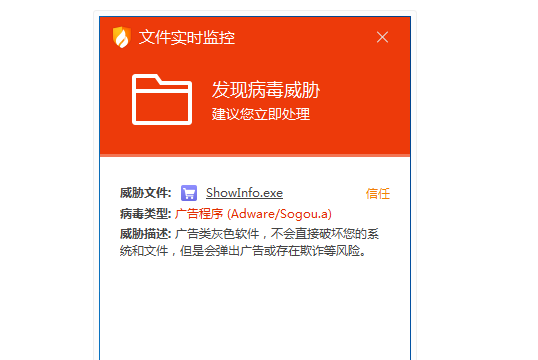 文件实时监控
发现病毒威胁
建议您立即处理
威胁文件: ShowInfo.exe 信任
病毒类型: 广告程序 (Adware/Sogou.a)
威胁描述: 广告类灰色软件，不会直接破坏您的系
统和文件，但是会弹出广告或存在欺诈等风险。